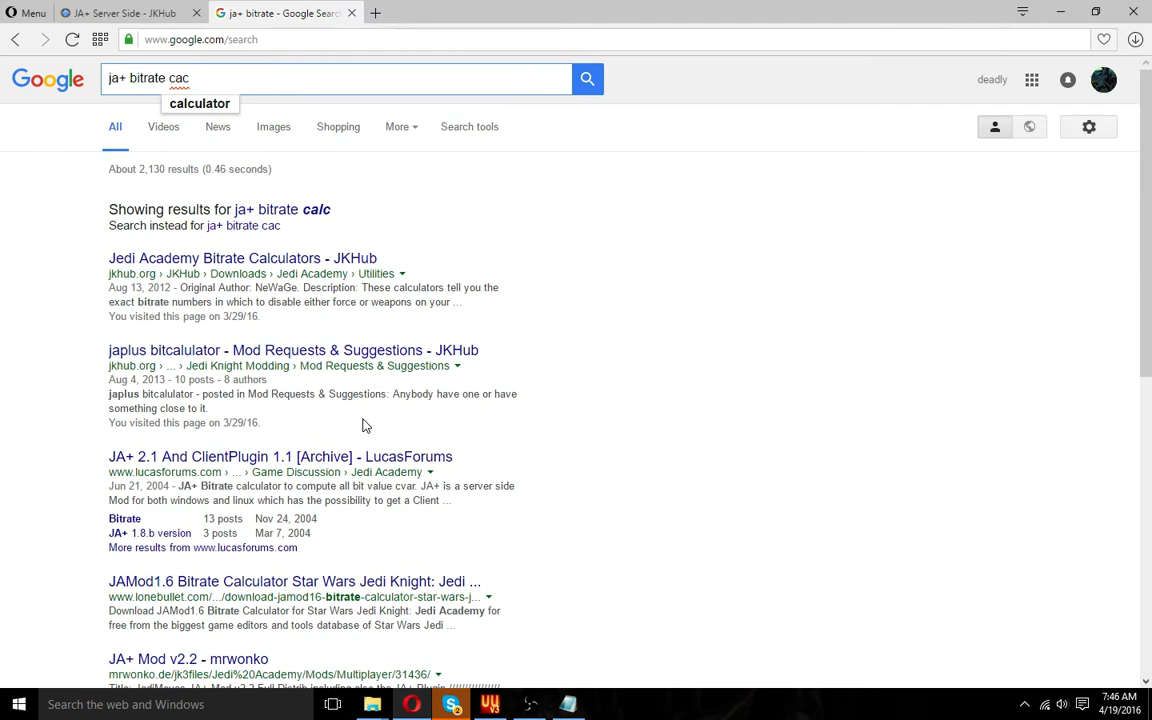 Menu
JA+ Server Side - JKHub
ja+ bitrate - Google Searc
www.google.com/search
Google
ja+ bitrate cac
calculator
deadly
All
Videos
News
Images
Shopping
More
Search tools
About 2,130 results (0.46 seconds)
Showing results for ja+ bitrate calc
Search instead for ja+ bitrate cac
Jedi Academy Bitrate Calculators - JKHub
jkhub.org › JKHub › Downloads › Jedi Academy › Utilities
Aug 13, 2012 - Original Author: NeWaGe. Description: These calculators tell you the
exact bitrate numbers in which to disable either force or weapons on your ...
You visited this page on 3/29/16.
japlus bitcalulator - Mod Requests & Suggestions - JKHub
jkhub.org › ... › Jedi Knight Modding › Mod Requests & Suggestions
Aug 4, 2013 - 10 posts - 8 authors
japlus bitcalulator - posted in Mod Requests & Suggestions: Anybody have one or have
something close to it.
You visited this page on 3/29/16.
JA+ 2.1 And ClientPlugin 1.1 [Archive] - LucasForums
www.lucasforums.com › ... › Game Discussion › Jedi Academy
Jun 21, 2004 - JA+ Bitrate calculator to compute all bit value cvar. JA+ is a server side
Mod for both windows and linux which has the possibility to get a Client ...
Bitrate 13 posts Nov 24, 2004
JA+ 1.8.b version 3 posts Mar 7, 2004
More results from www.lucasforums.com
JAMod1.6 Bitrate Calculator Star Wars Jedi Knight: Jedi ...
www.lonebullet.com/.../download-jamod16-bitrate-calculator-star-wars-j...
Download JAMod1.6 Bitrate Calculator for Star Wars Jedi Knight: Jedi Academy for
free from the biggest game editors and tools database of Star Wars Jedi ...
JA+ Mod v2.2 - mrwonko
mrwonko.de/jk3files/Jedi%20Academy/Mods/Multiplayer/31436/
Search the web and Windows
2
V3
7:46 AM
4/19/2016